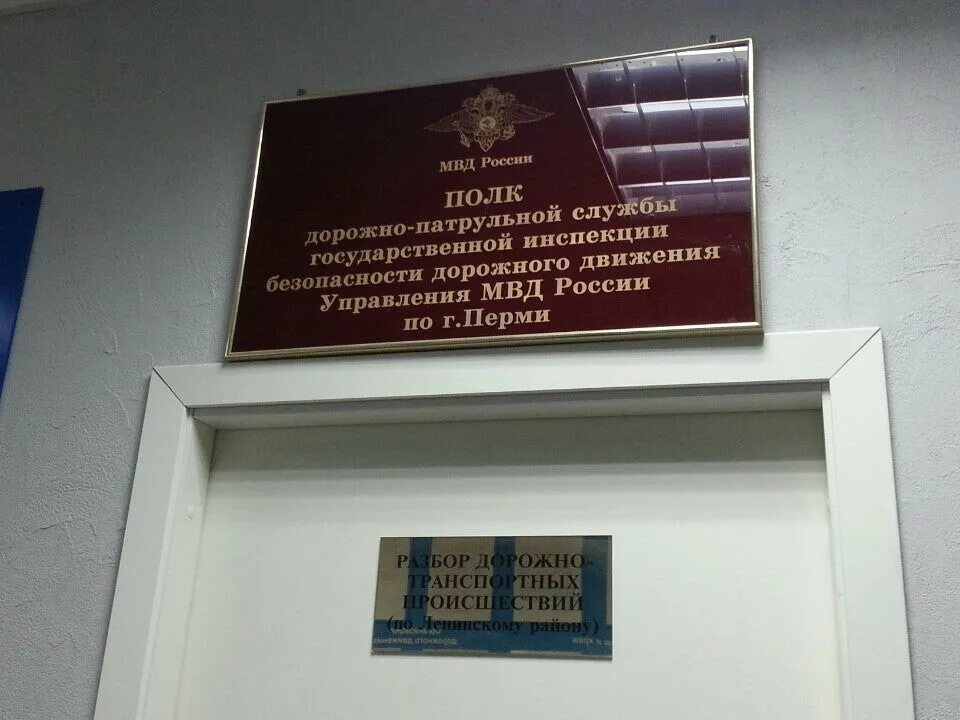 МВД России
ПОЛК
дорожно-патрульной службы
государственной инспекции
безопасности дорожного движения
Управления МВД России
по г.Перми
РАЗБОР ДОРОЖНО-
ТРАНСПОРТНЫХ
ПРОИСШЕСТВИЙ
(по Ленинскому району)